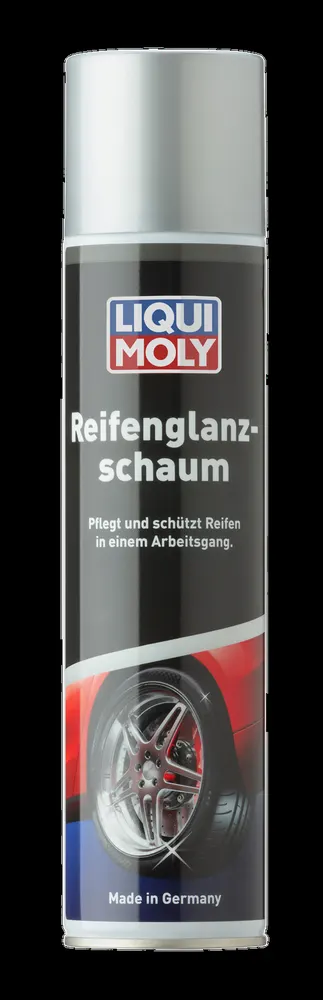 LIQUI
MOLY
Reifenglanz-
schaum
Pflegt und schützt Reifen
in einem Arbeitsgang.
Made in Germany